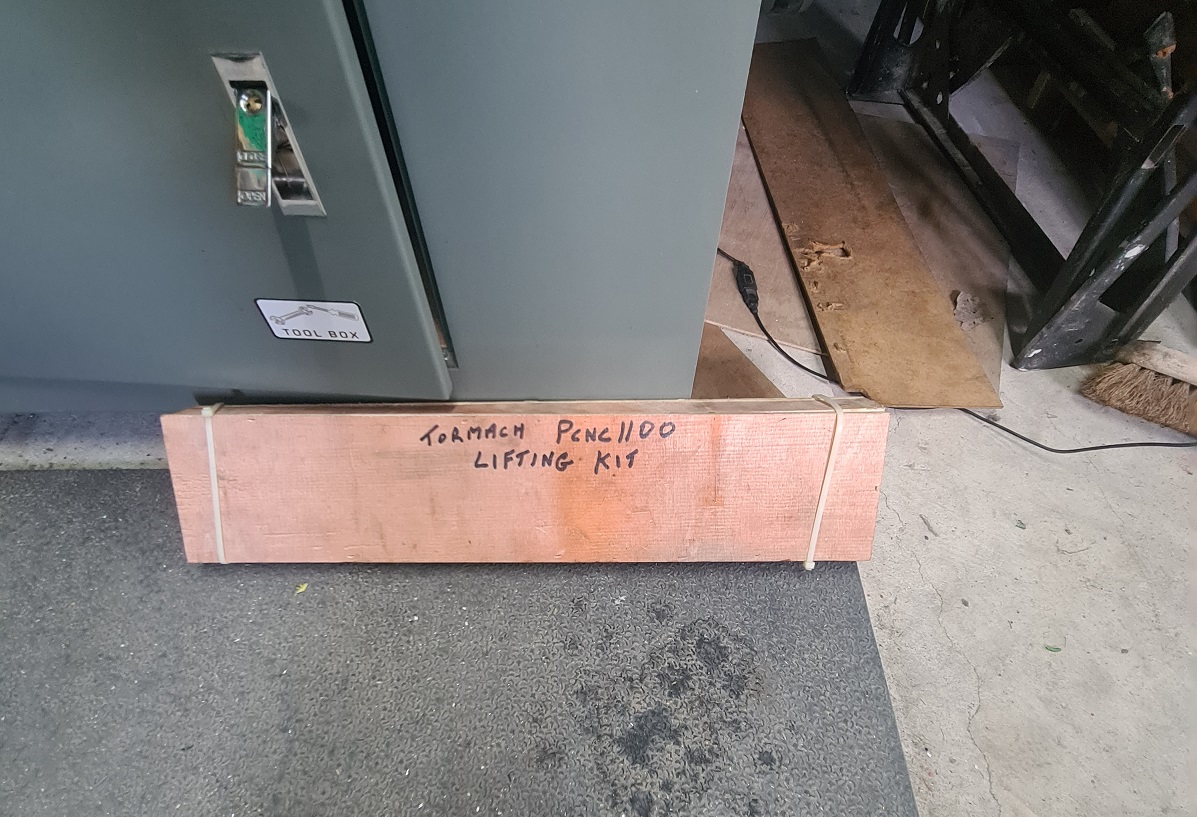 TOOL BOX
TORMACH PCNC1100
LIFTING KIT